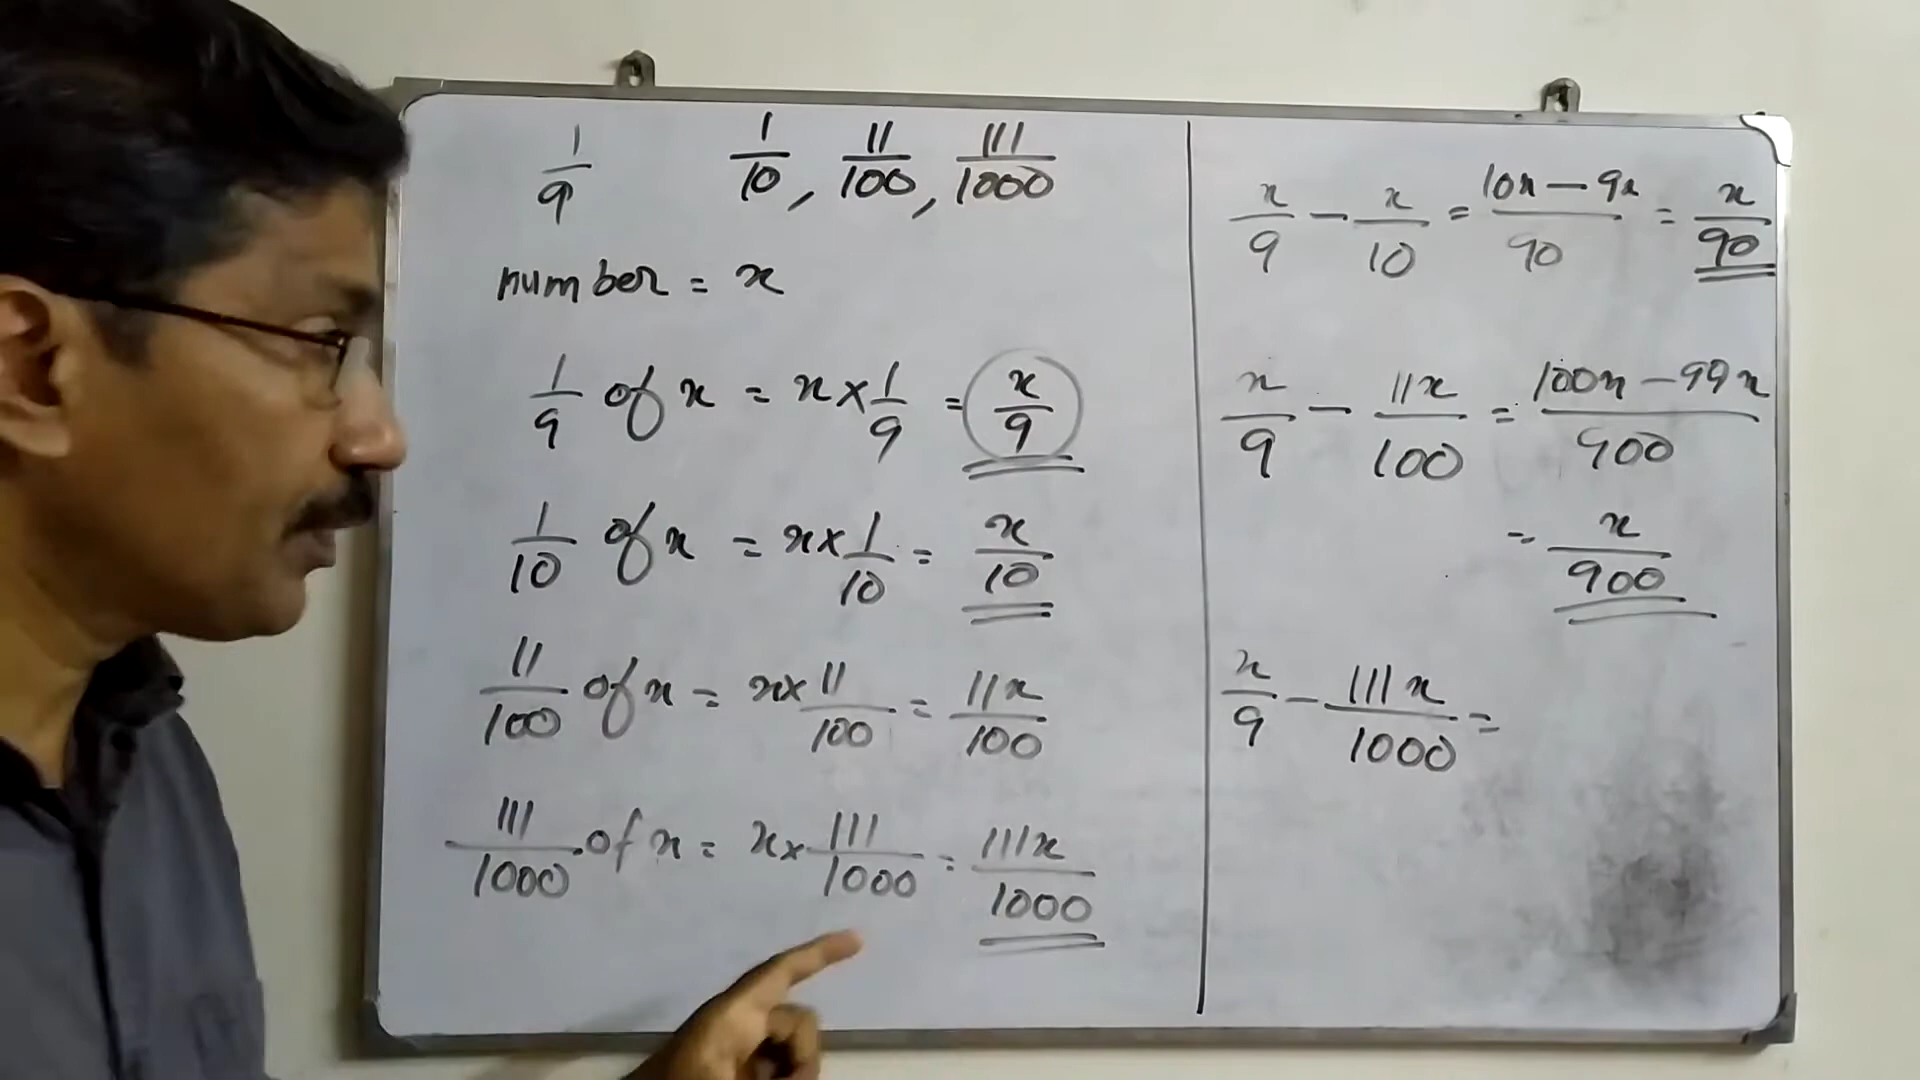 1/9 1/10, 11/100, 111/1000
number = x
1/9 of x = x × 1/9 = x/9
1/10 of x = x × 1/10 = x/10
11/100 of x = x × 11/100 = 11x/100
111/1000 of x = x × 111/1000 = 111x/1000
x/9 − x/10 = (10x − 9x)/90 = x/90
x/9 − 11x/100 = (100x − 99x)/900
= x/900
x/9 − 111x/1000 =